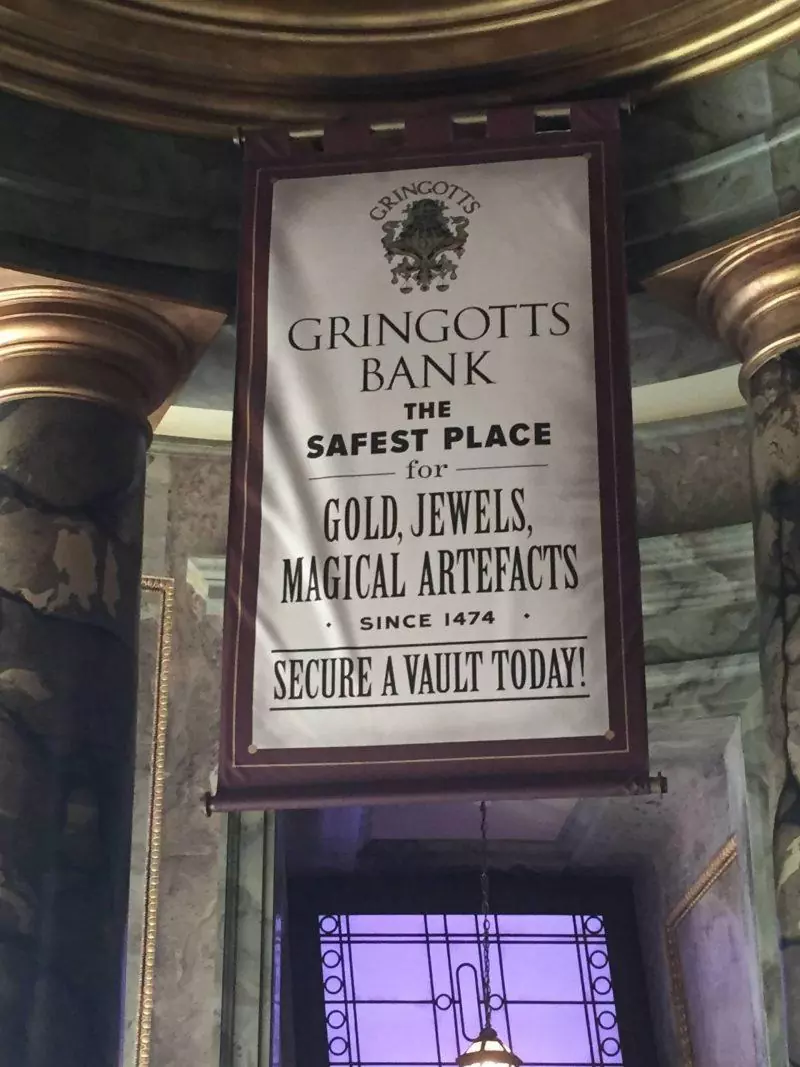 GRINGOTTS
GRINGOTTS
BANK
THE
SAFEST PLACE
for
GOLD, JEWELS,
MAGICAL ARTEFACTS
· SINCE 1474 ·
SECURE A VAULT TODAY!